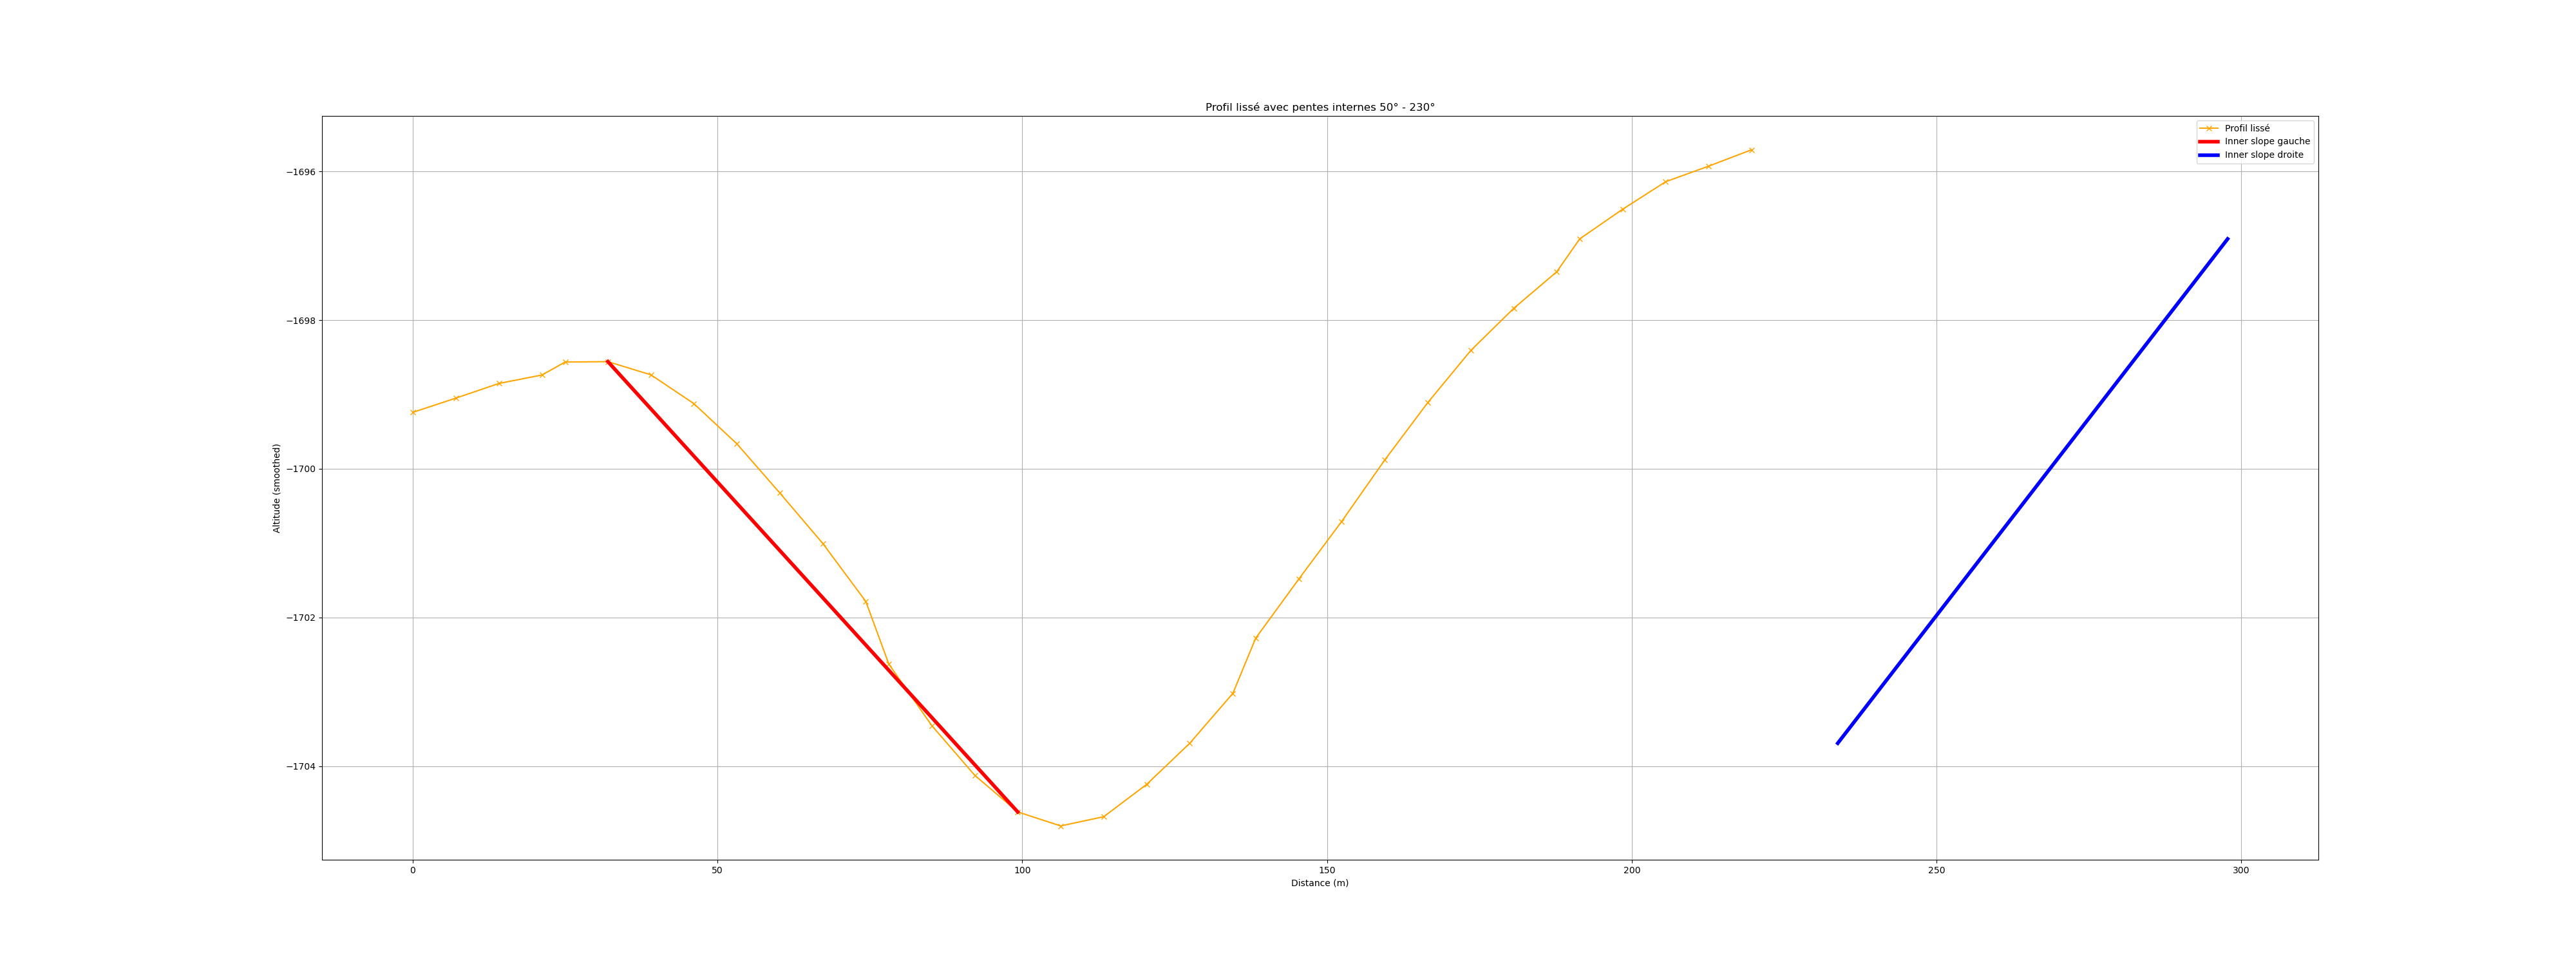 Profil lissé avec pentes internes 50° - 230°
Profil lissé
Inner slope gauche
Inner slope droite
−1696
−1698
−1700
−1702
−1704
Altitude (smoothed)
0 50 100 150 200 250 300
Distance (m)